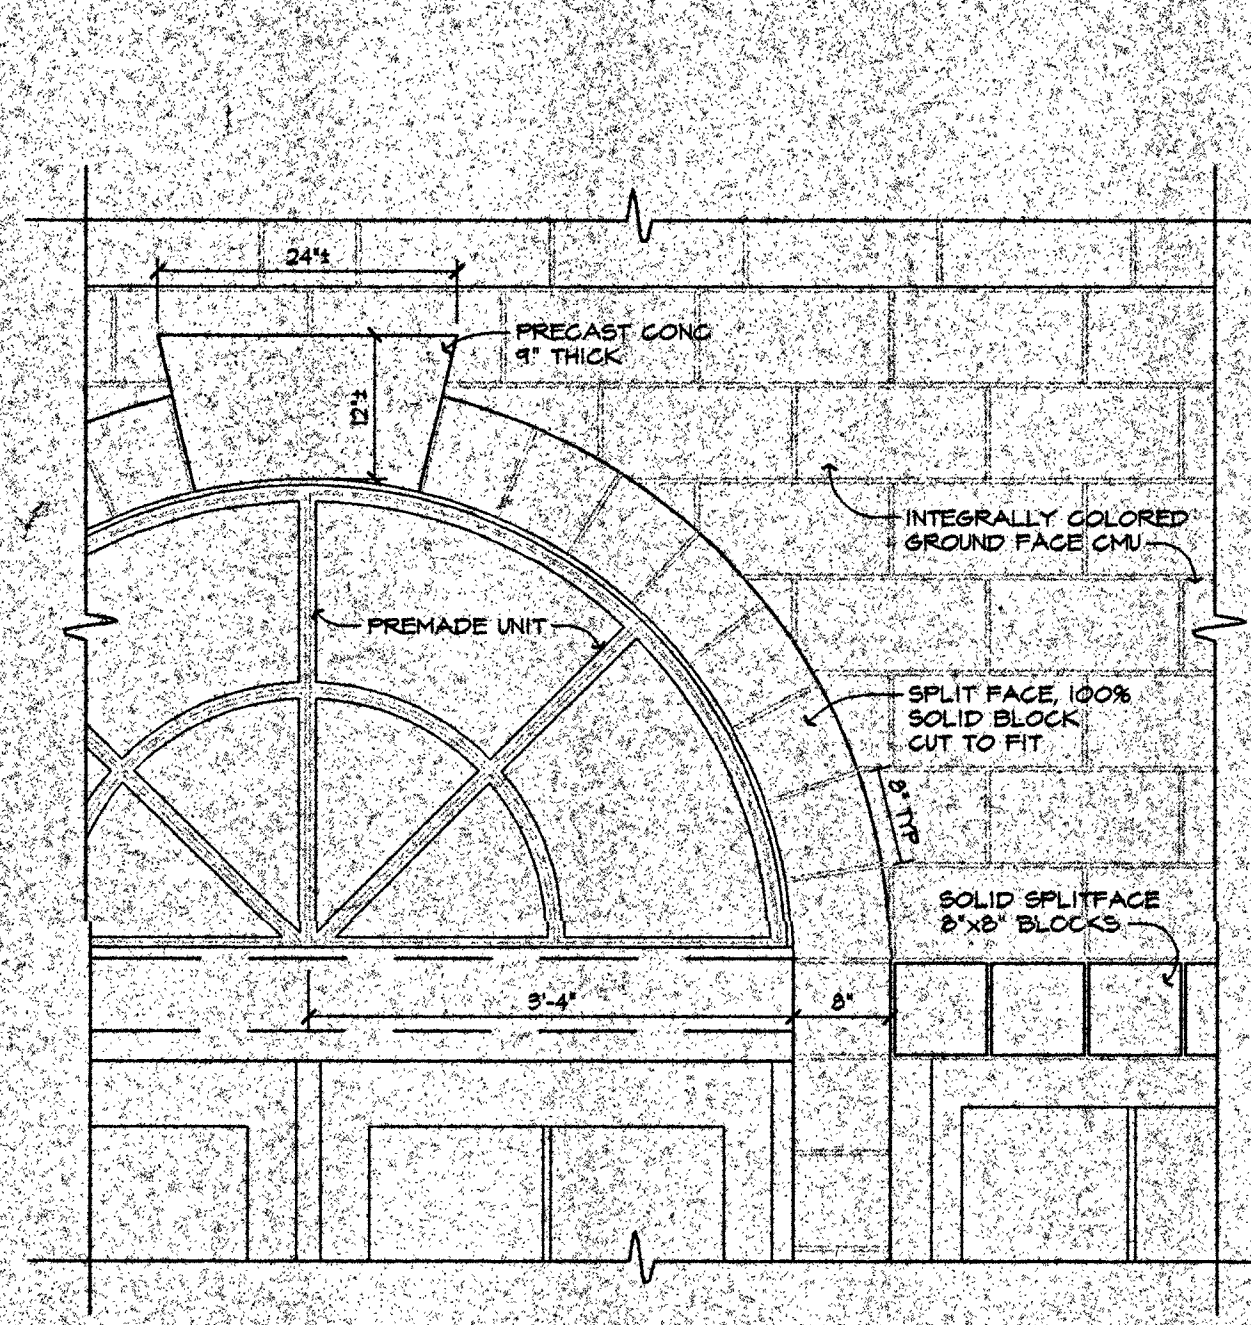 24"±
PRECAST CONC
9" THICK
12"±
INTEGRALLY COLORED
GROUND FACE CMU
PREMADE UNIT
SPLIT FACE, 100%
SOLID BLOCK
CUT TO FIT
8" TYP
SOLID SPLITFACE
8"x8" BLOCKS
3'-4"
8"